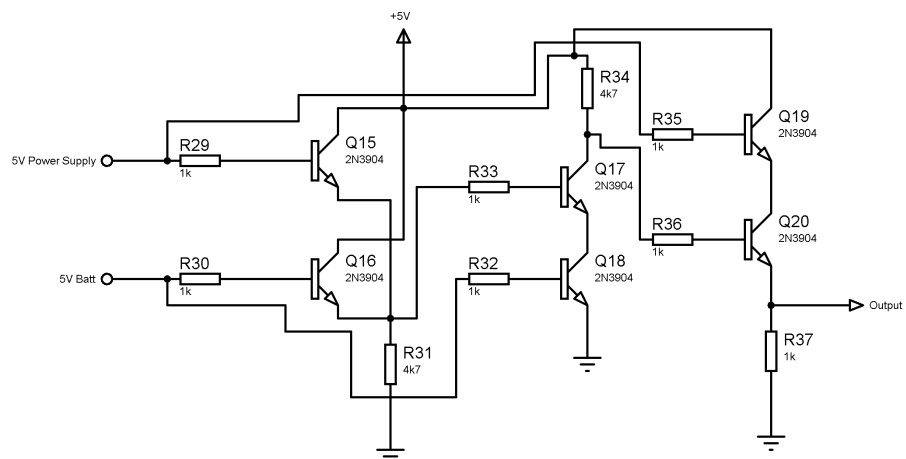 +5V
R34
4k7
R29
1k
Q15
2N3904
R35
1k
Q19
2N3904
5V Power Supply
R33
1k
Q17
2N3904
R36
1k
Q20
2N3904
5V Batt
R30
1k
Q16
2N3904
R32
1k
Q18
2N3904
Output
R31
4k7
R37
1k